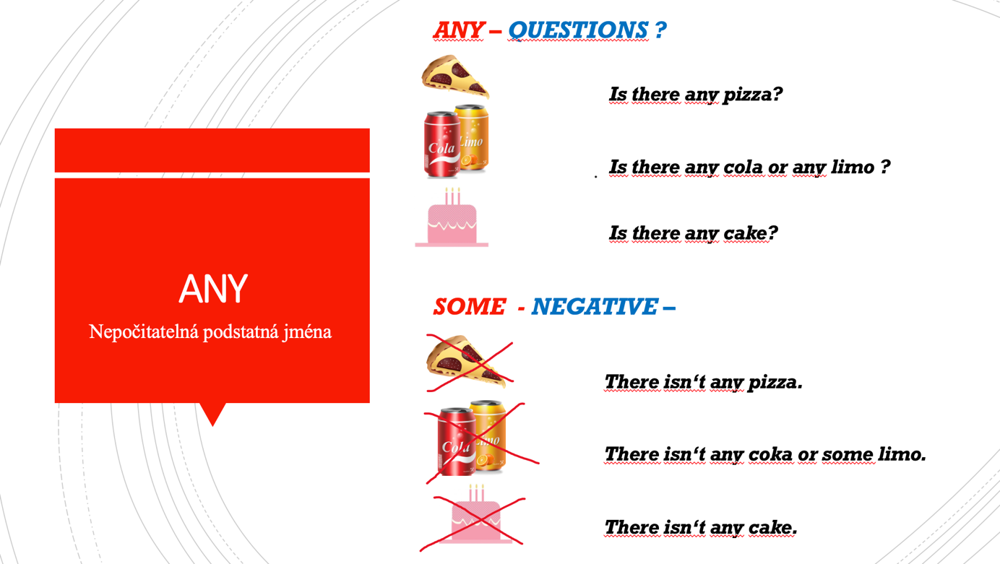 ANY – QUESTIONS ?
Is there any pizza?
Cola
Limo
. Is there any cola or any limo ?
Is there any cake?
ANY
Nepočitatelná podstatná jména
SOME - NEGATIVE –
There isn‘t any pizza.
Cola
Limo
There isn‘t any coka or some limo.
There isn‘t any cake.